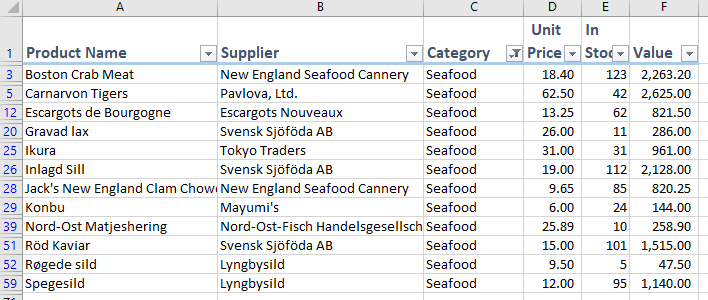 A B C D E F
1 Product Name Supplier Category Unit Price In Stoc Value
3 Boston Crab Meat New England Seafood Cannery Seafood 18.40 123 2,263.20
5 Carnarvon Tigers Pavlova, Ltd. Seafood 62.50 42 2,625.00
12 Escargots de Bourgogne Escargots Nouveaux Seafood 13.25 62 821.50
20 Gravad lax Svensk Sjöföda AB Seafood 26.00 11 286.00
25 Ikura Tokyo Traders Seafood 31.00 31 961.00
26 Inlagd Sill Svensk Sjöföda AB Seafood 19.00 112 2,128.00
28 Jack's New England Clam Chow New England Seafood Cannery Seafood 9.65 85 820.25
29 Konbu Mayumi's Seafood 6.00 24 144.00
39 Nord-Ost Matjeshering Nord-Ost-Fisch Handelsgesellsch Seafood 25.89 10 258.90
51 Röd Kaviar Svensk Sjöföda AB Seafood 15.00 101 1,515.00
52 Røgede sild Lyngbysild Seafood 9.50 5 47.50
59 Spegesild Lyngbysild Seafood 12.00 95 1,140.00